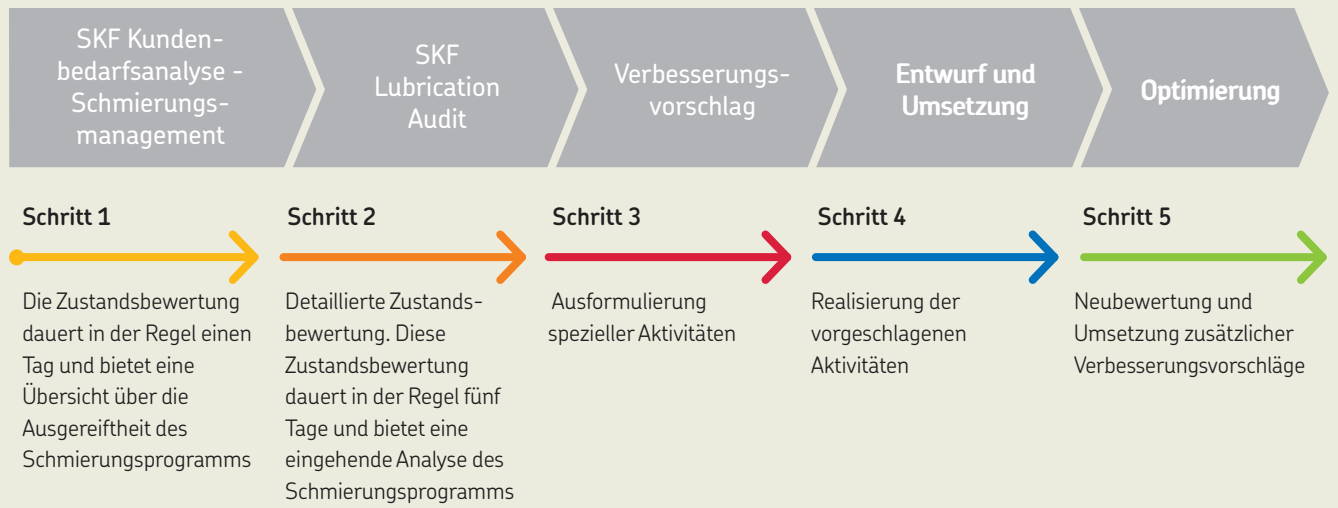 SKF Kunden-
bedarfsanalyse -
Schmierungs-
management
SKF
Lubrication
Audit
Verbesserungs-
vorschlag
Entwurf und
Umsetzung
Optimierung
Schritt 1
Die Zustandsbewertung
dauert in der Regel einen
Tag und bietet eine
Übersicht über die
Ausgereiftheit des
Schmierungsprogramms
Schritt 2
Detaillierte Zustands-
bewertung. Diese
Zustandsbewertung
dauert in der Regel fünf
Tage und bietet eine
eingehende Analyse des
Schmierungsprogramms
Schritt 3
Ausformulierung
spezieller Aktivitäten
Schritt 4
Realisierung der
vorgeschlagenen
Aktivitäten
Schritt 5
Neubewertung und
Umsetzung zusätzlicher
Verbesserungsvorschläge